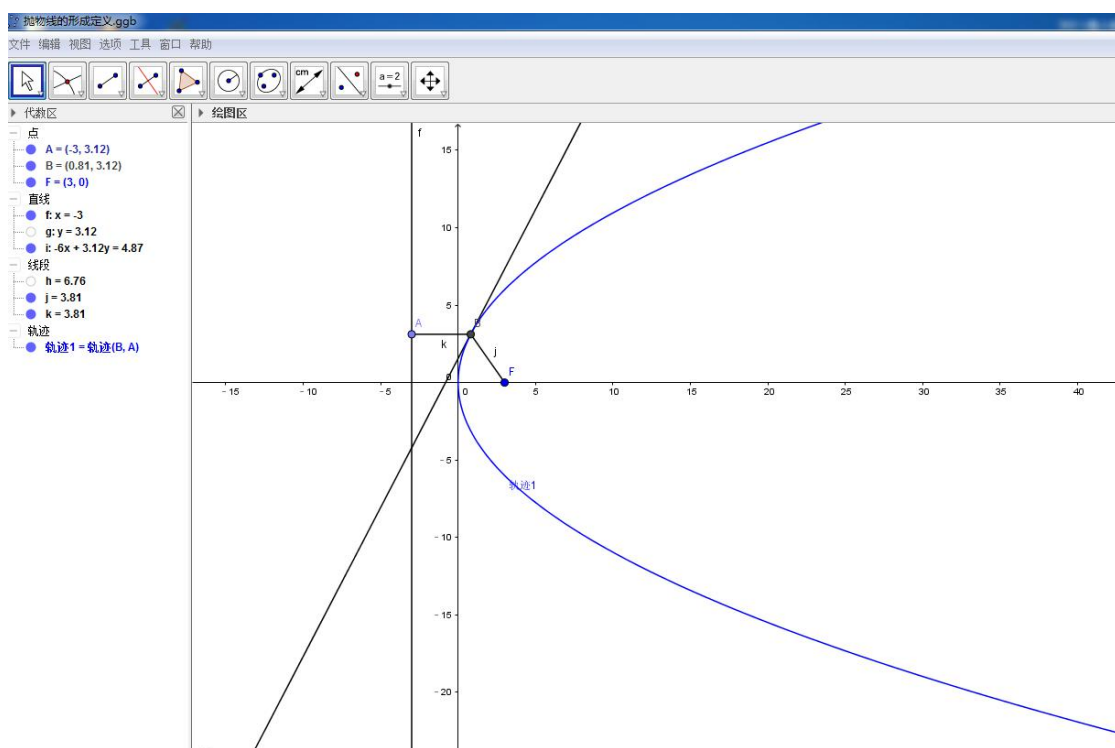 抛物线的形成定义.ggb
文件 编辑 视图 选项 工具 窗口 帮助
cm
a=2
代数区
绘图区
点
A = (-3, 3.12)
B = (0.81, 3.12)
F = (3, 0)
直线
f: x = -3
g: y = 3.12
i: -6x + 3.12y = 4.87
线段
h = 6.76
j = 3.81
k = 3.81
轨迹
轨迹1 = 轨迹(B, A)
f
15
10
5
A
B
k
j
F
0
-15
-10
-5
0
5
10
15
20
25
30
35
40
-5
轨迹1
-10
-15
-20